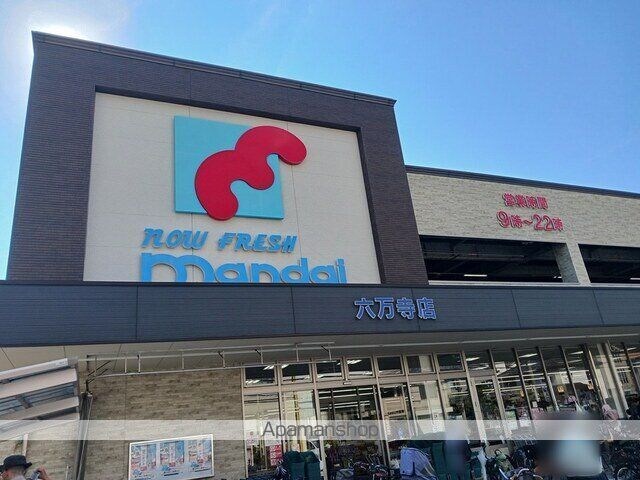 NOW FRESH
mandai
営業時間
9時~22時
六万寺店
Apamanshop